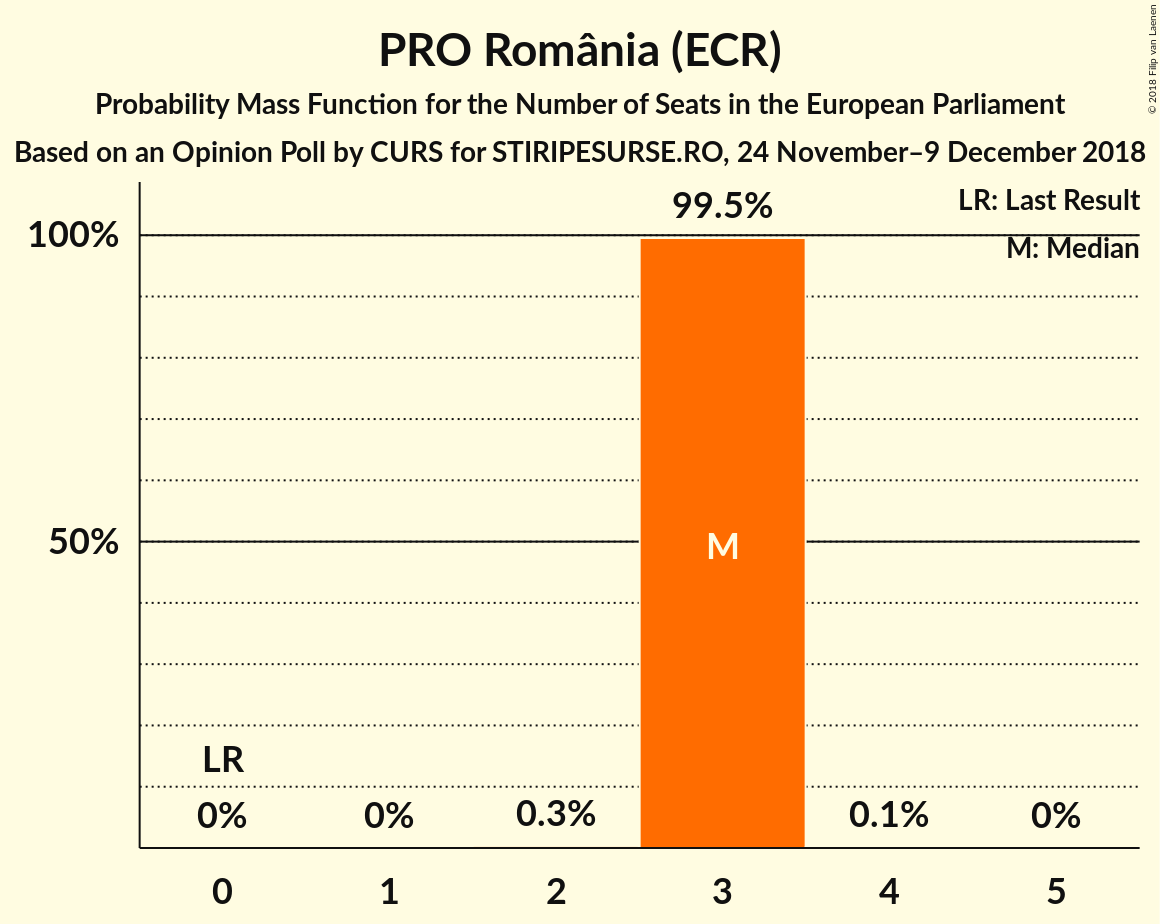 PRO România (ECR)
Probability Mass Function for the Number of Seats in the European Parliament
Based on an Opinion Poll by CURS for STIRIPESURSE.RO, 24 November–9 December 2018
© 2018 Filip van Laenen
LR: Last Result
M: Median
99.5%
100%
50%
M
LR
0% 0% 0.3% 0.1% 0%
0 1 2 3 4 5